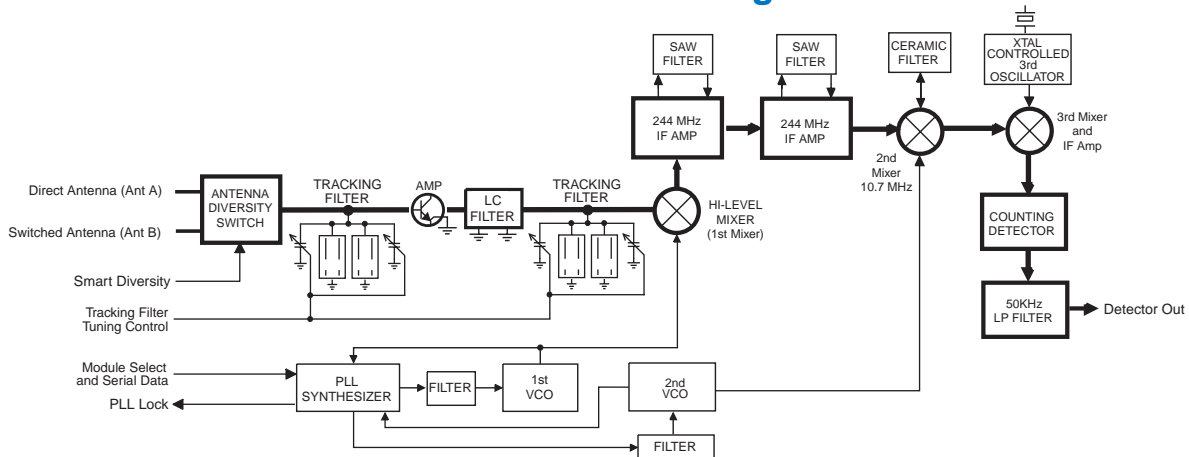 SAW
FILTER
SAW
FILTER
CERAMIC
FILTER
XTAL
CONTROLLED
3rd
OSCILLATOR
244 MHz
IF AMP
244 MHz
IF AMP
3rd Mixer
and
IF Amp
2nd
Mixer
10.7 MHz
Direct Antenna (Ant A)
Switched Antenna (Ant B)
ANTENNA
DIVERSITY
SWITCH
TRACKING
FILTER
AMP
LC
FILTER
TRACKING
FILTER
HI-LEVEL
MIXER
(1st Mixer)
COUNTING
DETECTOR
Smart Diversity
Tracking Filter
Tuning Control
50KHz
LP FILTER
Detector Out
Module Select
and Serial Data
PLL Lock
PLL
SYNTHESIZER
FILTER
1st
VCO
2nd
VCO
FILTER